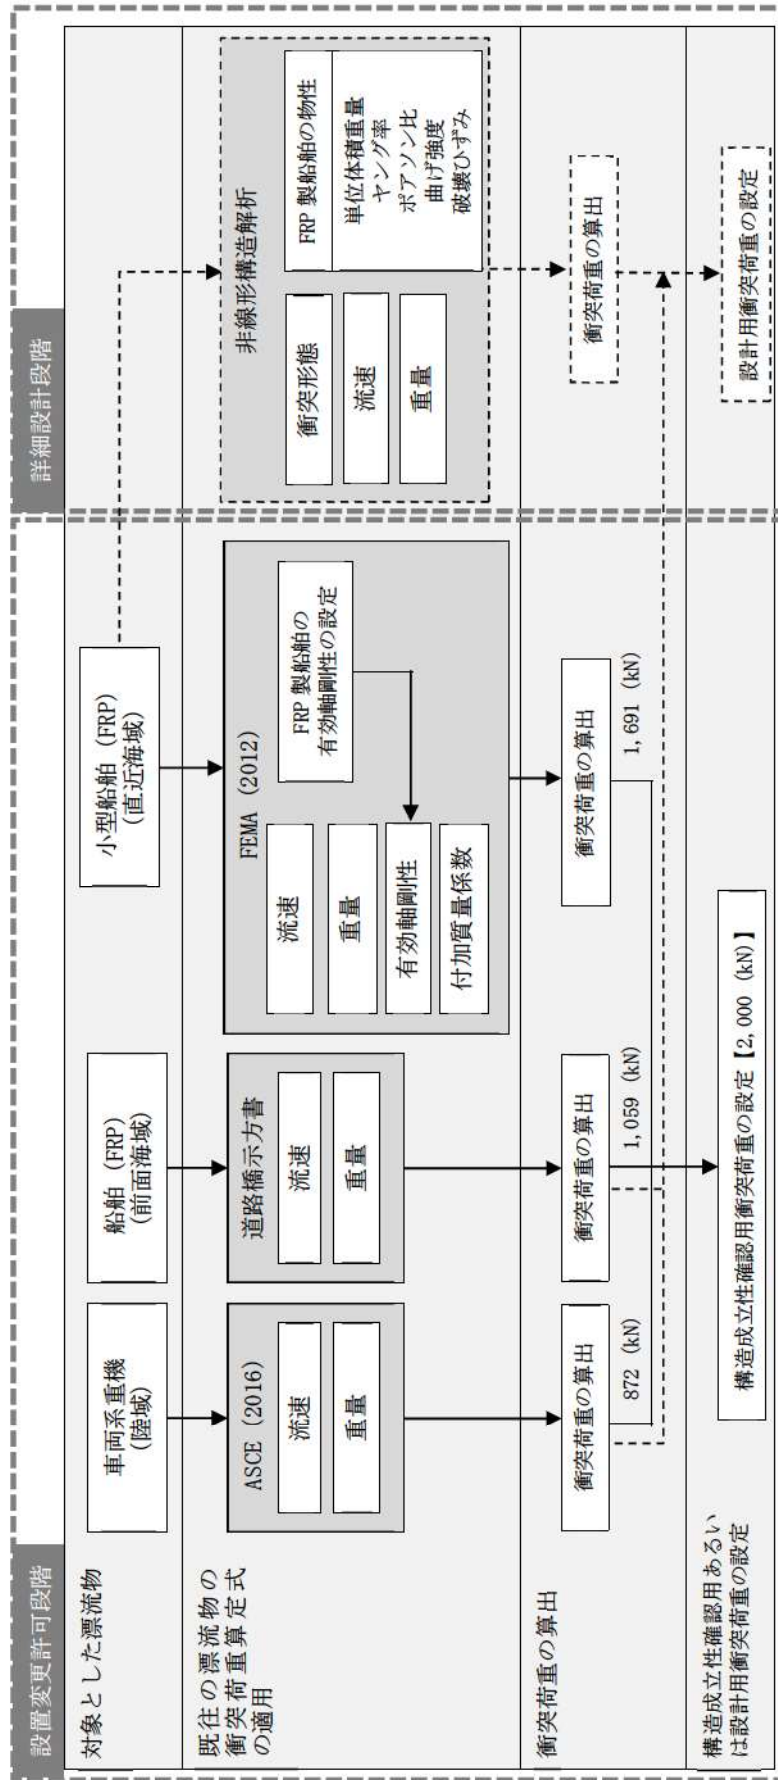 設置変更許可段階
詳細設計段階
対象とした漂流物
車両系重機
(陸域)
船舶 (FRP)
(前面海域)
小型船舶 (FRP)
(直近海域)
既往の漂流物の
衝突荷重算定式
の適用
ASCE (2016)
流速
重量
道路橋示方書
流速
重量
FEMA (2012)
流速
重量
有効軸剛性
付加質量係数
FRP 製船舶の
有効軸剛性の設定
非線形構造解析
衝突形態
流速
重量
FRP 製船舶の物性
単位体積重量
ヤング率
ポアソン比
曲げ強度
破壊ひずみ
衝突荷重の算出
衝突荷重の算出
872 (kN)
衝突荷重の算出
1,059 (kN)
衝突荷重の算出
1,691 (kN)
衝突荷重の算出
構造成立性確認用あるい
は設計用衝突荷重の設定
構造成立性確認用衝突荷重の設定【2,000 (kN)】
設計用衝突荷重の設定